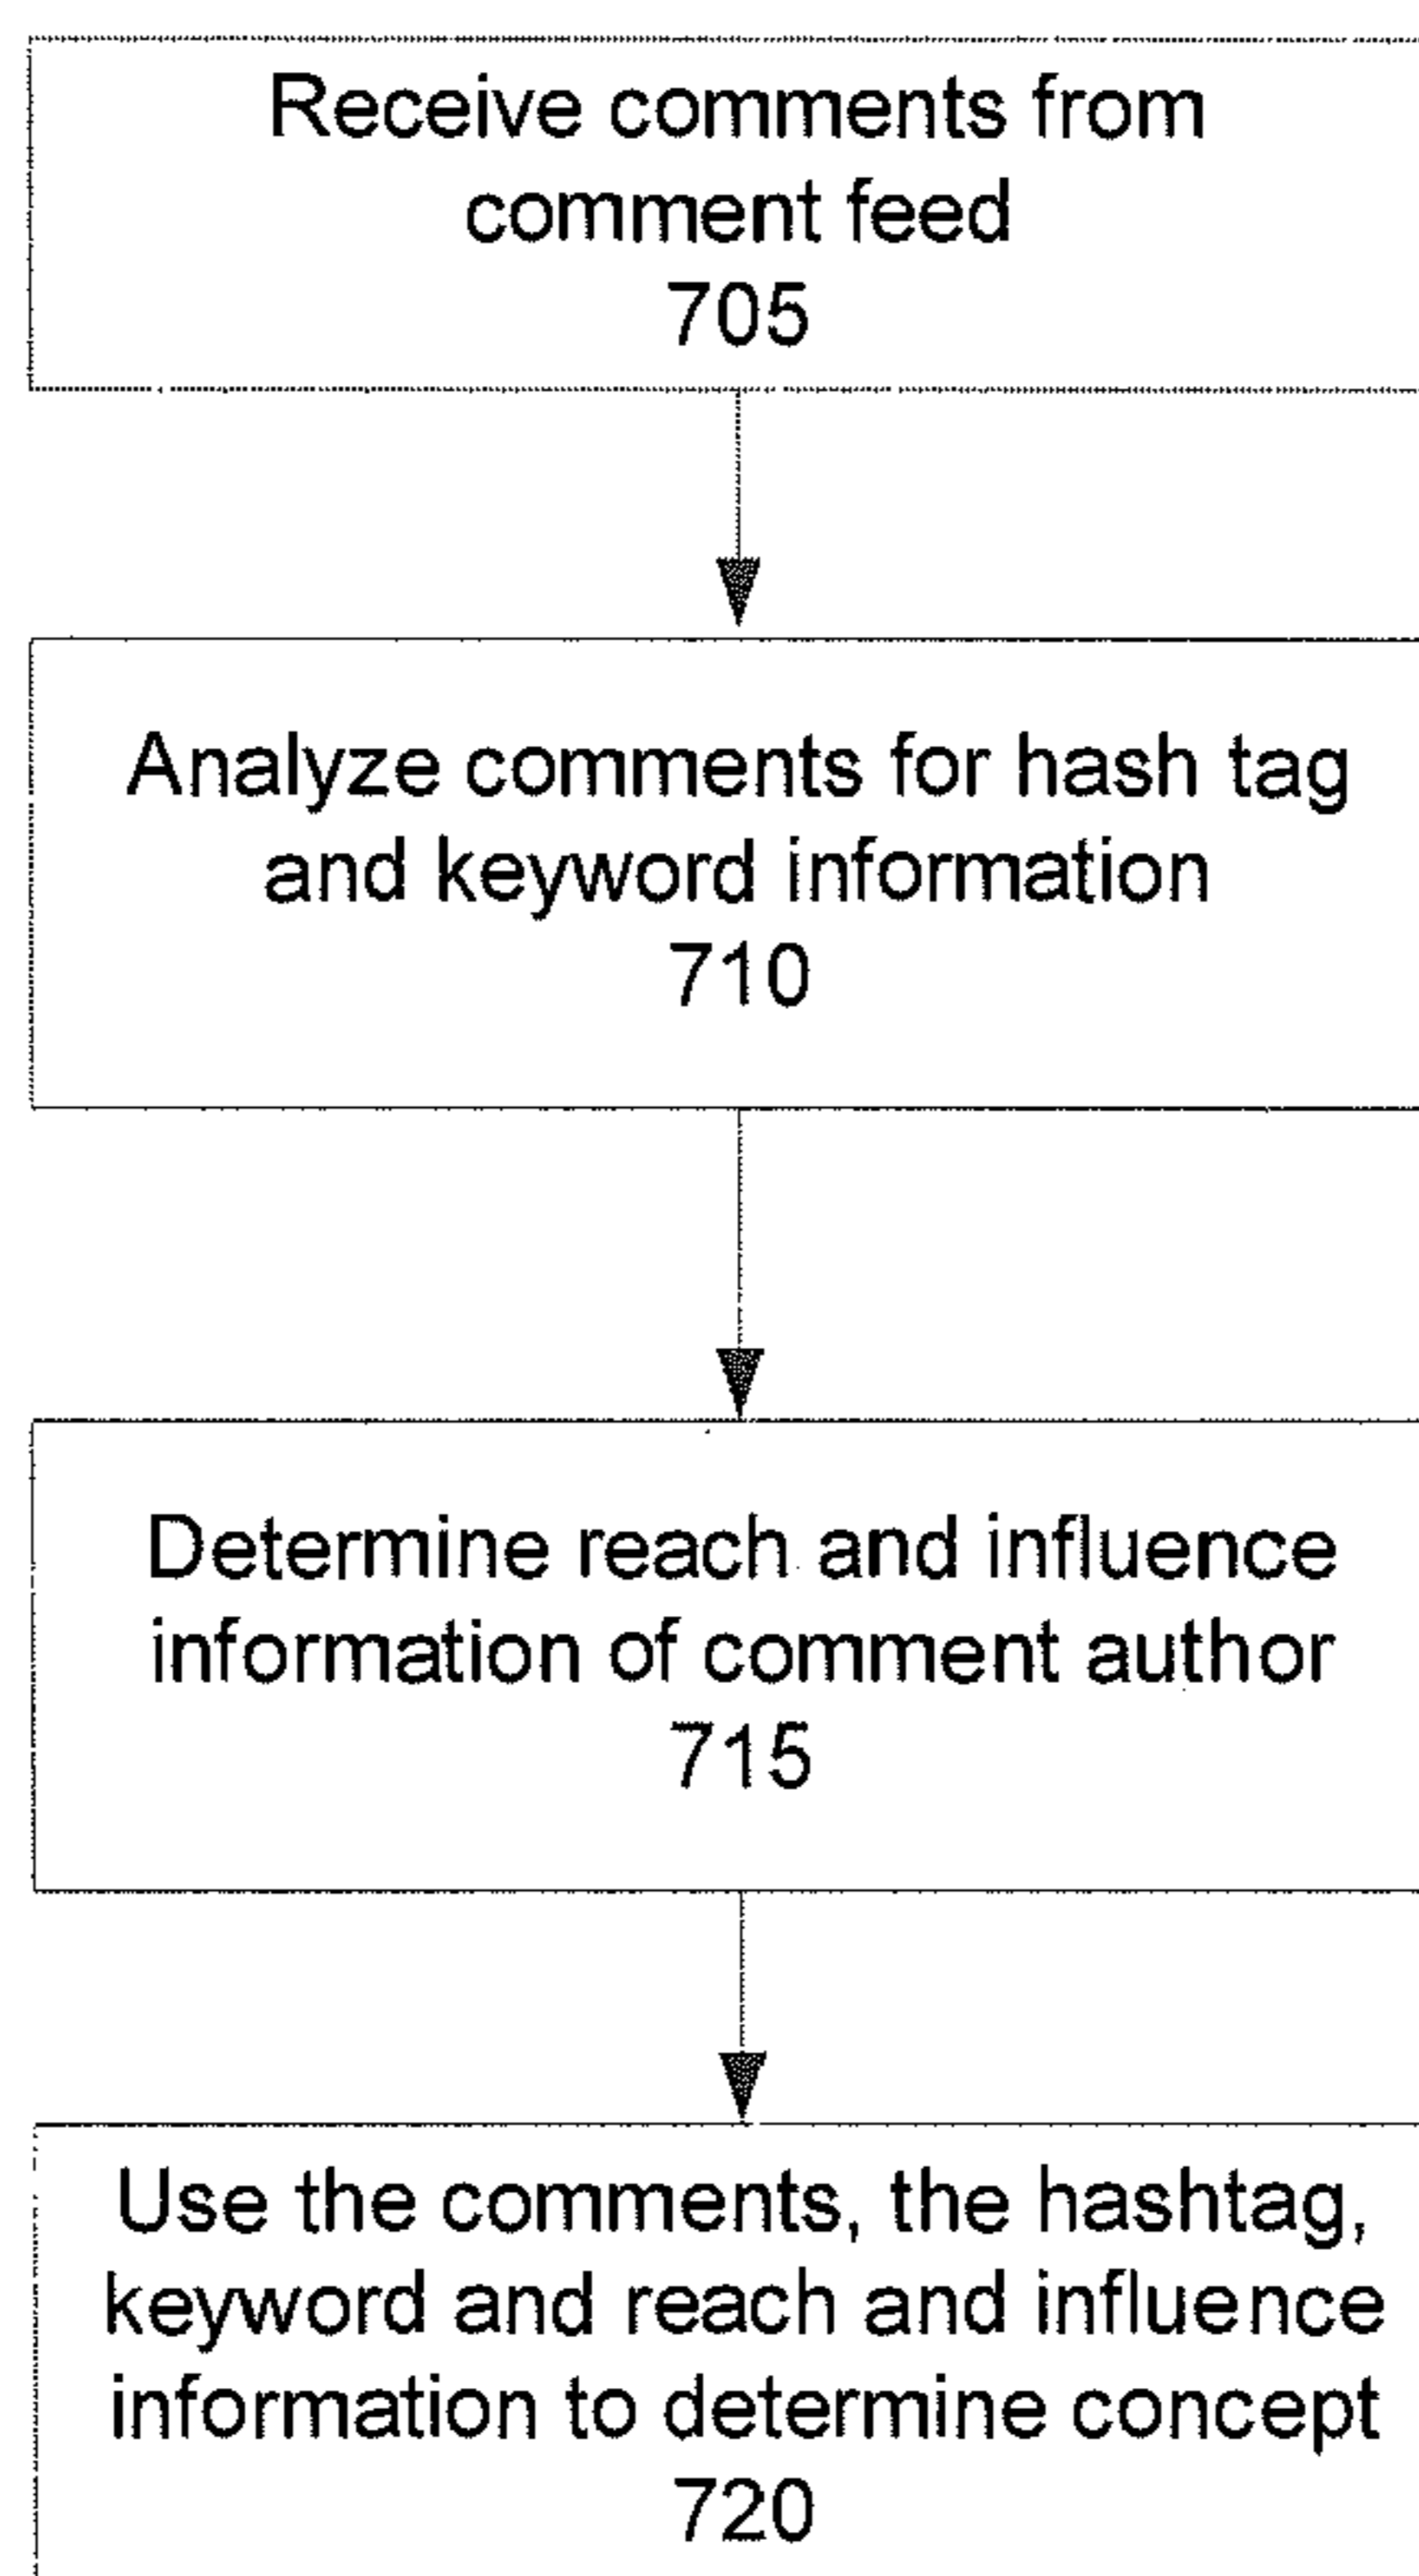 Receive comments from
comment feed
705
Analyze comments for hash tag
and keyword information
710
Determine reach and influence
information of comment author
715
Use the comments, the hashtag,
keyword and reach and influence
information to determine concept
720